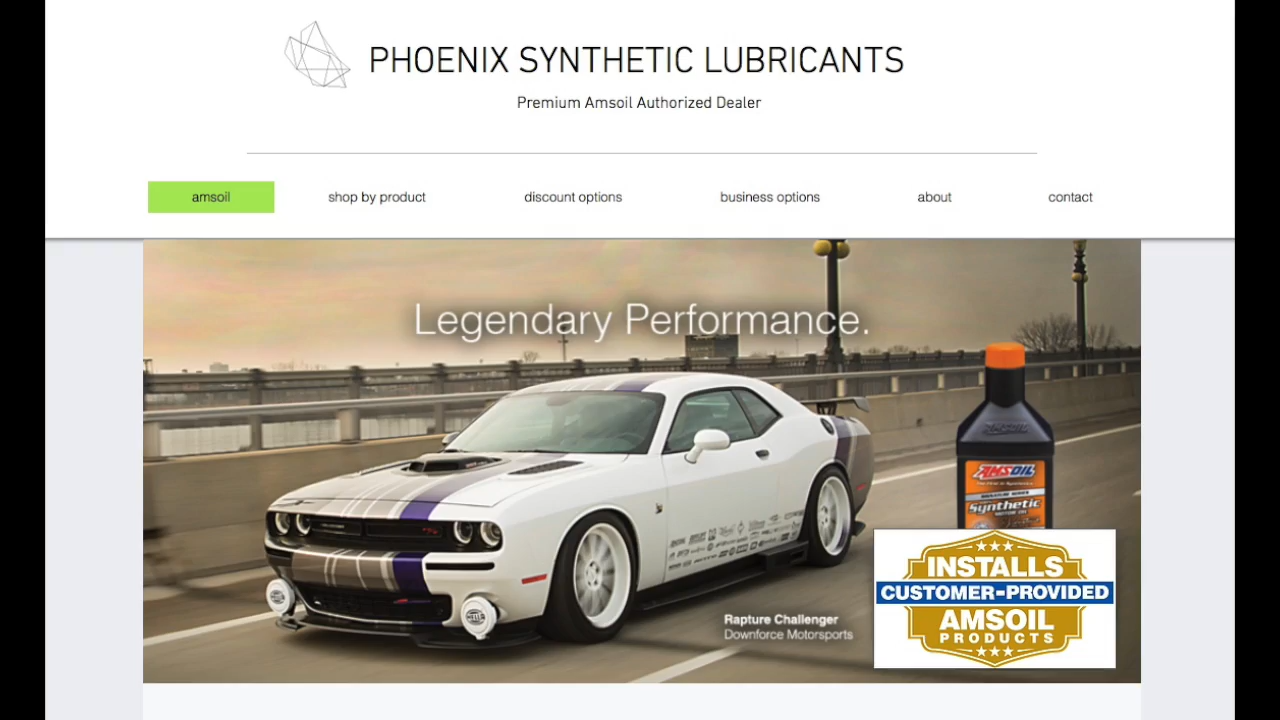 PHOENIX SYNTHETIC LUBRICANTS
Premium Amsoil Authorized Dealer
amsoil
shop by product
discount options
business options
about
contact
Legendary Performance.
AMSOIL
Synthetic
Rapture Challenger
Downforce Motorsports
HELLA
INSTALLS
CUSTOMER-PROVIDED
AMSOIL
PRODUCTS